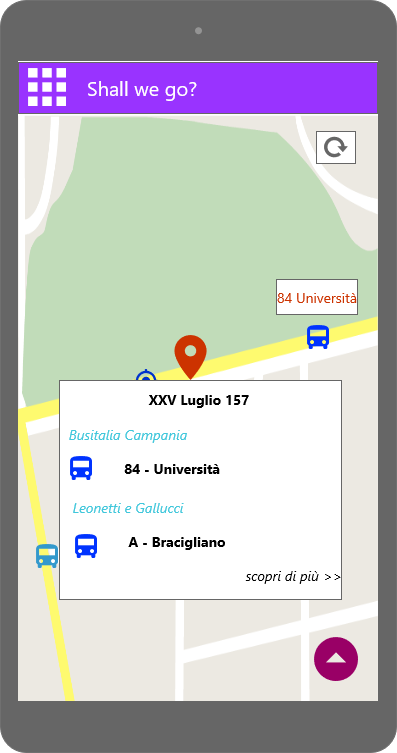 Shall we go?
84 Università
XXV Luglio 157
Busitalia Campania
84 - Università
Leonetti e Gallucci
A - Bracigliano
scopri di più >>